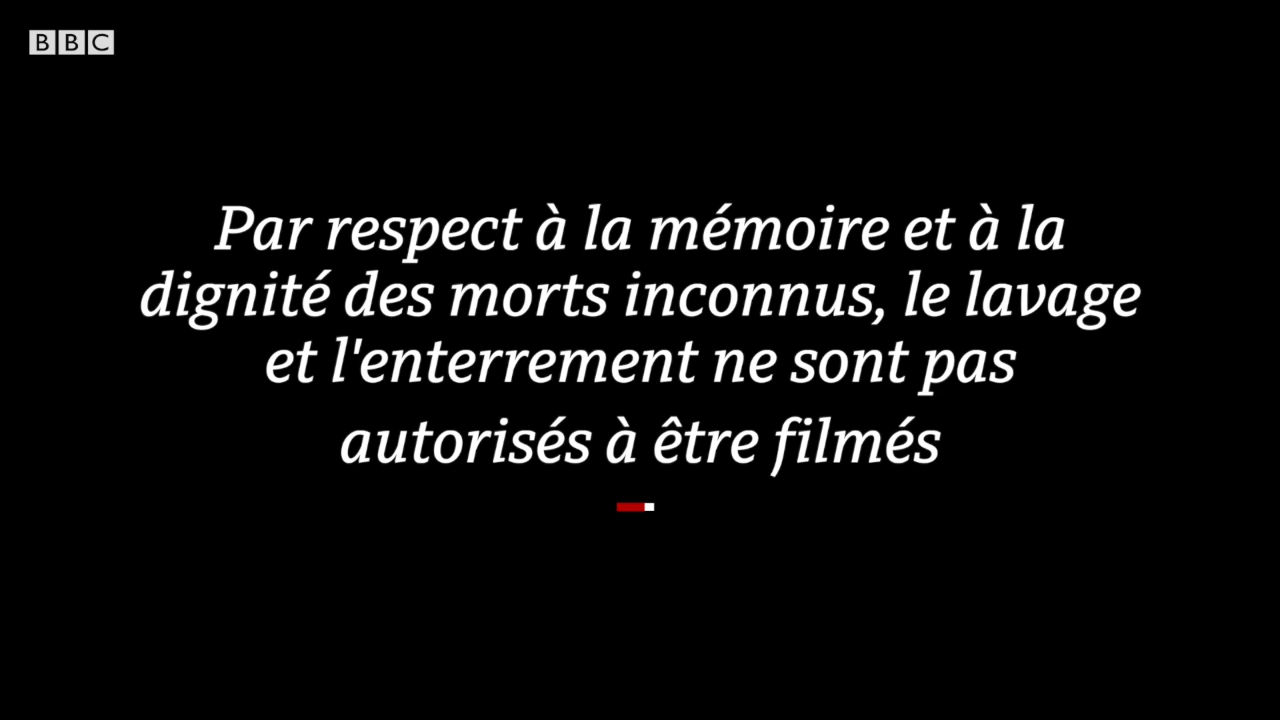 BBC
Par respect à la mémoire et à la
dignité des morts inconnus, le lavage
et l'enterrement ne sont pas
autorisés à être filmés